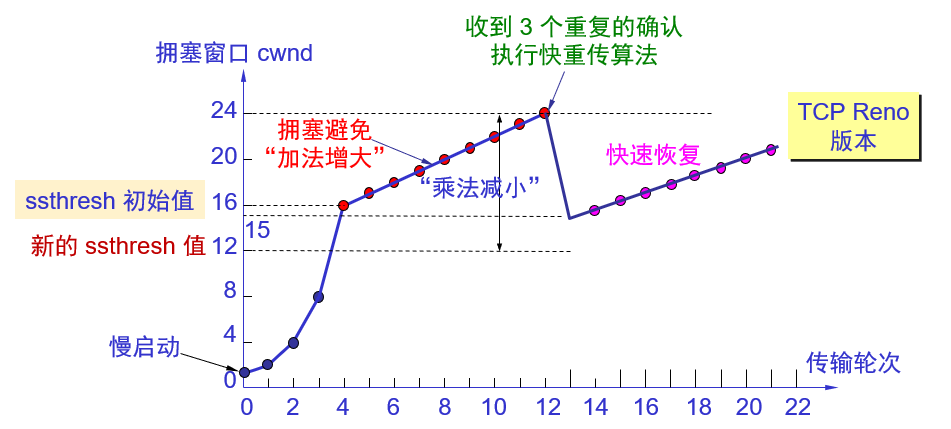 收到 3 个重复的确认
执行快重传算法
拥塞窗口 cwnd
TCP Reno
版本
24
拥塞避免
“加法增大”
20
快速恢复
“乘法减小”
ssthresh 初始值
16
15
新的 ssthresh 值
12
8
4
慢启动
0
传输轮次
0 2 4 6 8 10 12 14 16 18 20 22